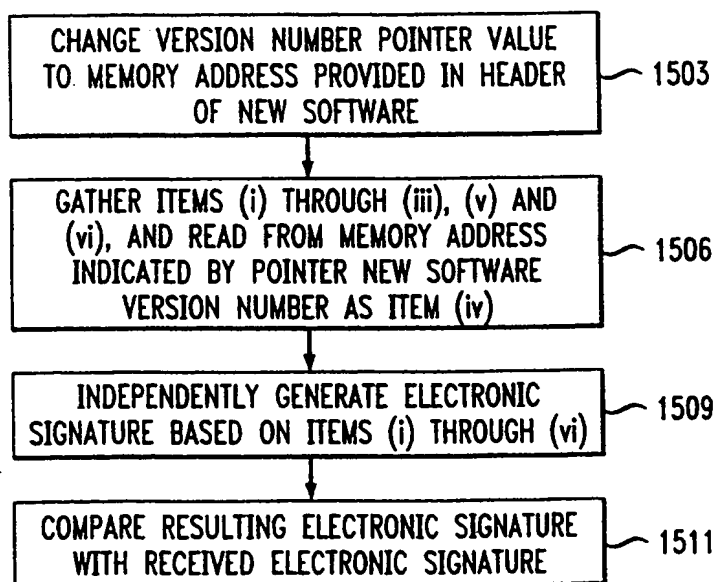 CHANGE VERSION NUMBER POINTER VALUE
TO MEMORY ADDRESS PROVIDED IN HEADER
OF NEW SOFTWARE
1503
GATHER ITEMS (i) THROUGH (iii), (v) AND
(vi), AND READ FROM MEMORY ADDRESS
INDICATED BY POINTER NEW SOFTWARE
VERSION NUMBER AS ITEM (iv)
1506
INDEPENDENTLY GENERATE ELECTRONIC
SIGNATURE BASED ON ITEMS (i) THROUGH (vi)
1509
COMPARE RESULTING ELECTRONIC SIGNATURE
WITH RECEIVED ELECTRONIC SIGNATURE
1511